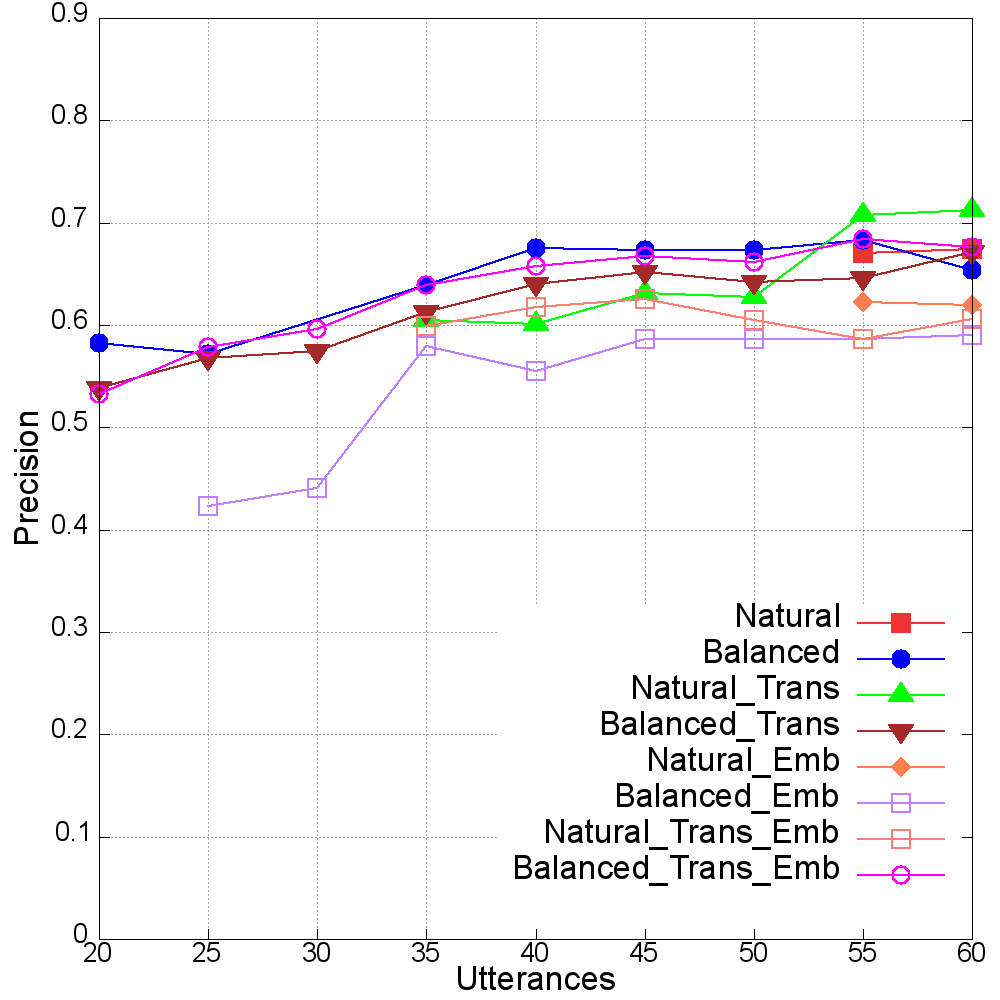 0.9
0.8
0.7
0.6
0.5
0.4
0.3
0.2
0.1
0
Precision
Natural
Balanced
Natural_Trans
Balanced_Trans
Natural_Emb
Balanced_Emb
Natural_Trans_Emb
Balanced_Trans_Emb
20 25 30 35 40 45 50 55 60
Utterances